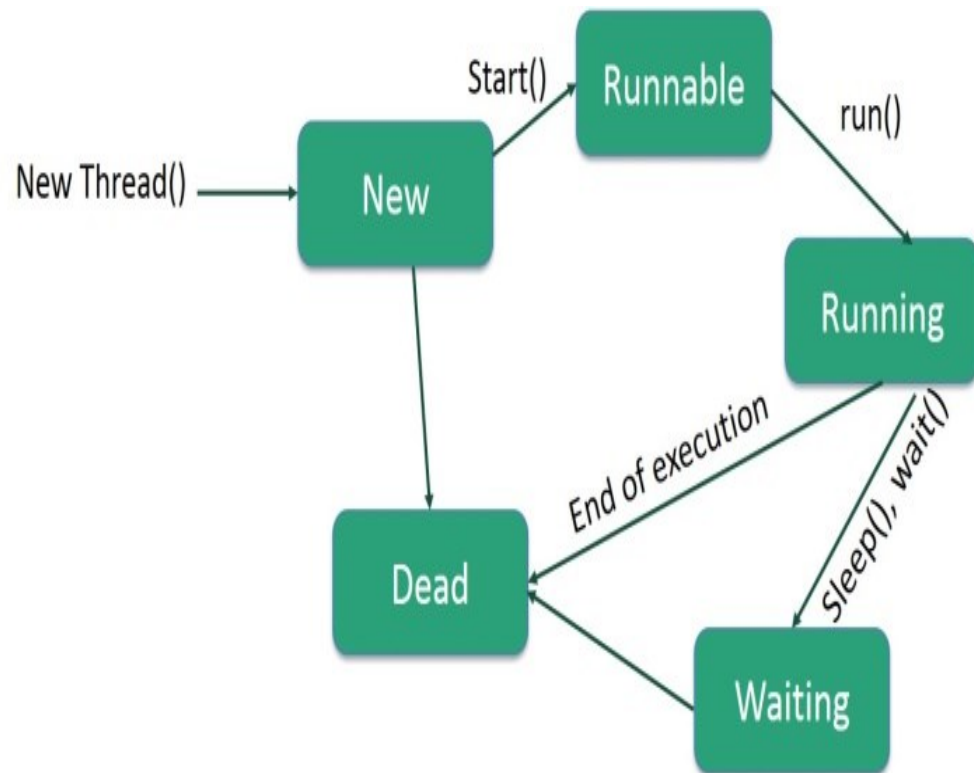 New Thread()
New
Start()
Runnable
run()
Running
End of execution
Sleep(), wait()
Dead
Waiting